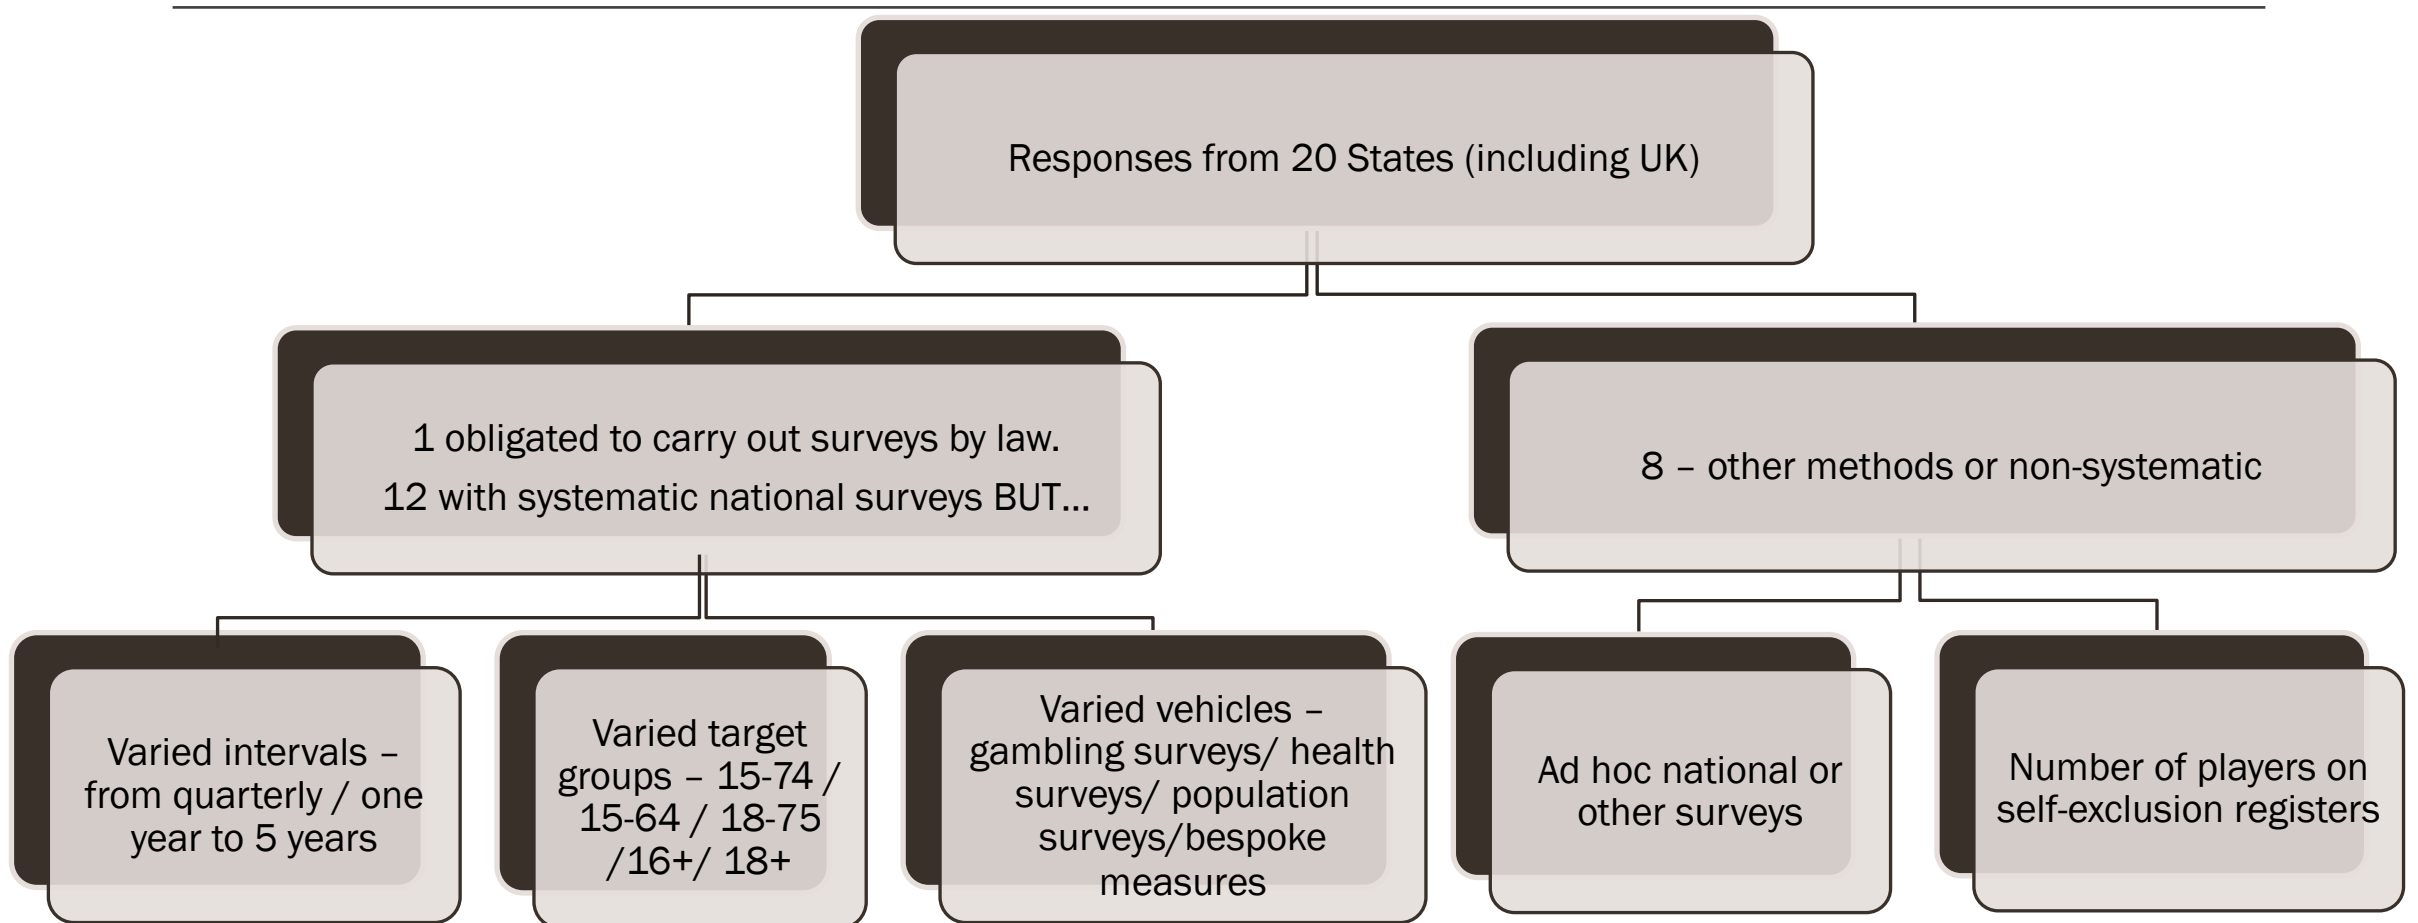 Responses from 20 States (including UK)
1 obligated to carry out surveys by law.
12 with systematic national surveys BUT...
8 – other methods or non-systematic
Varied intervals –
from quarterly / one
year to 5 years
Varied target
groups – 15-74 /
15-64 / 18-75
/16+/ 18+
Varied vehicles –
gambling surveys/ health
surveys/ population
surveys/bespoke
measures
Ad hoc national or
other surveys
Number of players on
self-exclusion registers